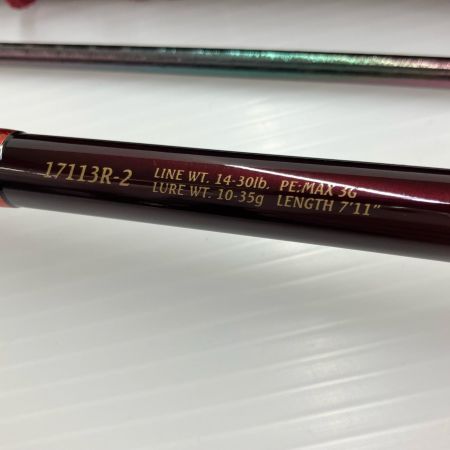 17113R-2 LINE WT. 14-30lb. PE:MAX 3G
LURE WT. 10-35g LENGTH 7'11"